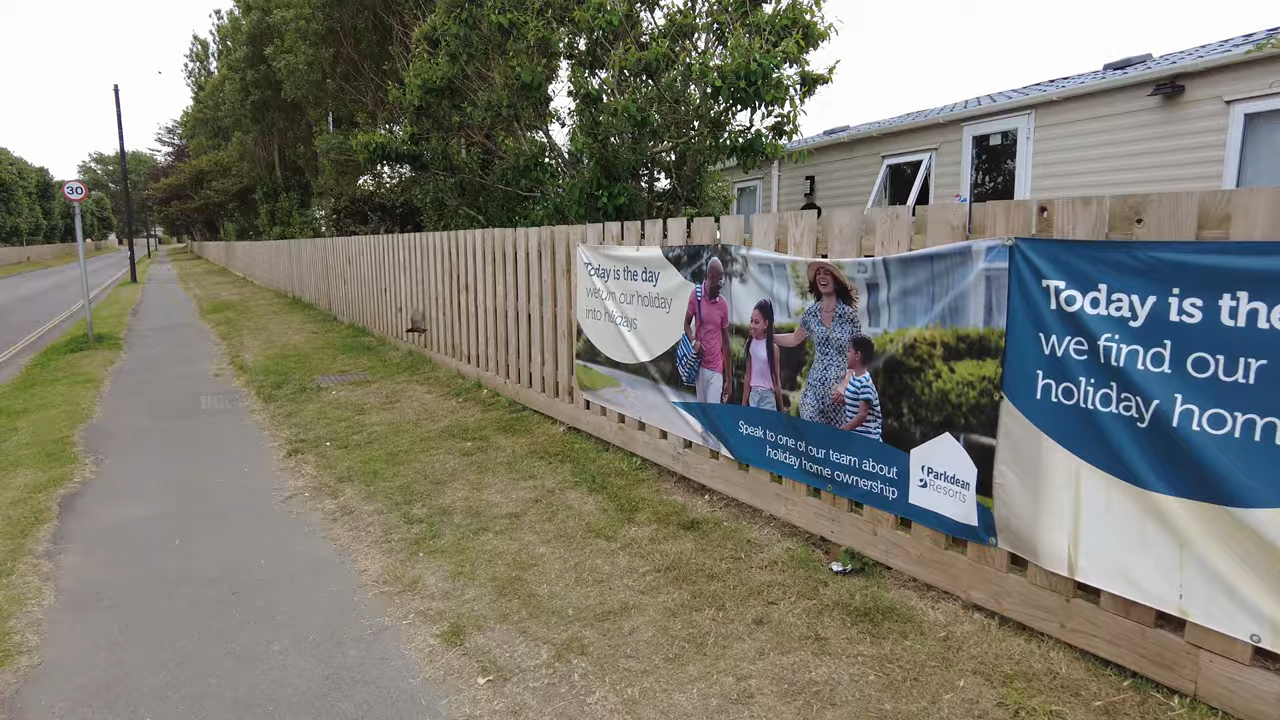 30
Today is the day
we turn our holiday
into holidays
Speak to one of our team about
holiday home ownership
Parkdean
Resorts
Today is the
we find our
holiday hom